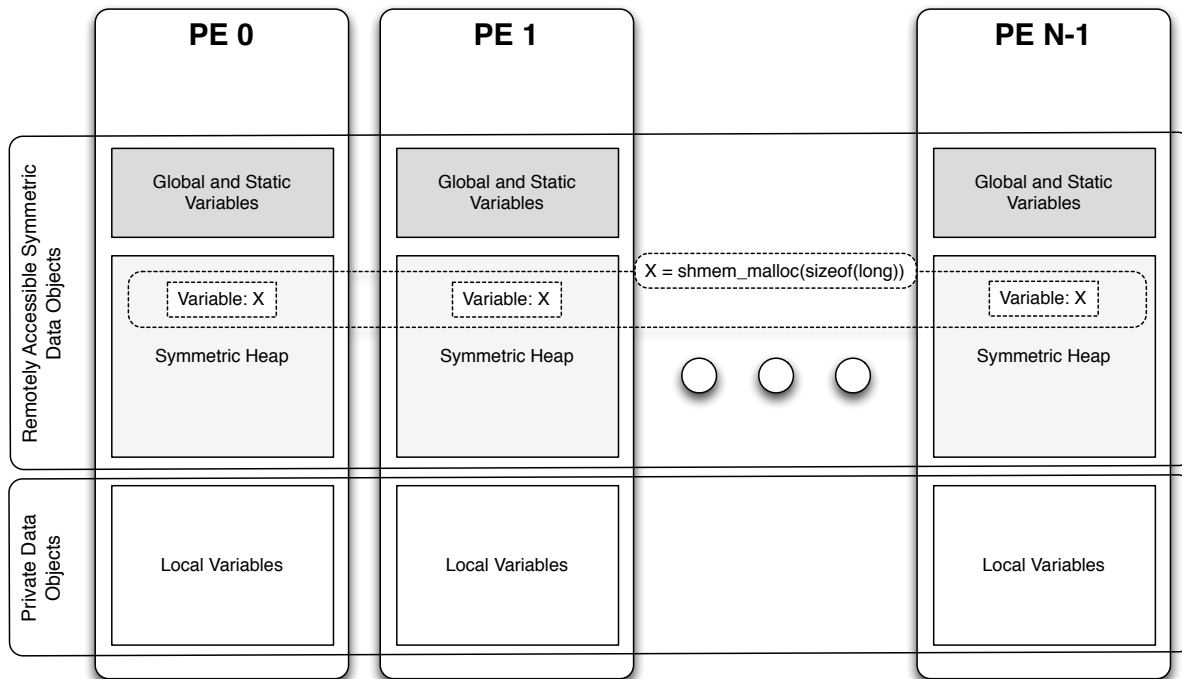 PE 0
PE 1
PE N-1
Remotely Accessible Symmetric
Data Objects
Global and Static
Variables
Global and Static
Variables
Global and Static
Variables
X = shmem_malloc(sizeof(long))
Variable: X
Variable: X
Variable: X
Symmetric Heap
Symmetric Heap
Symmetric Heap
Private Data
Objects
Local Variables
Local Variables
Local Variables